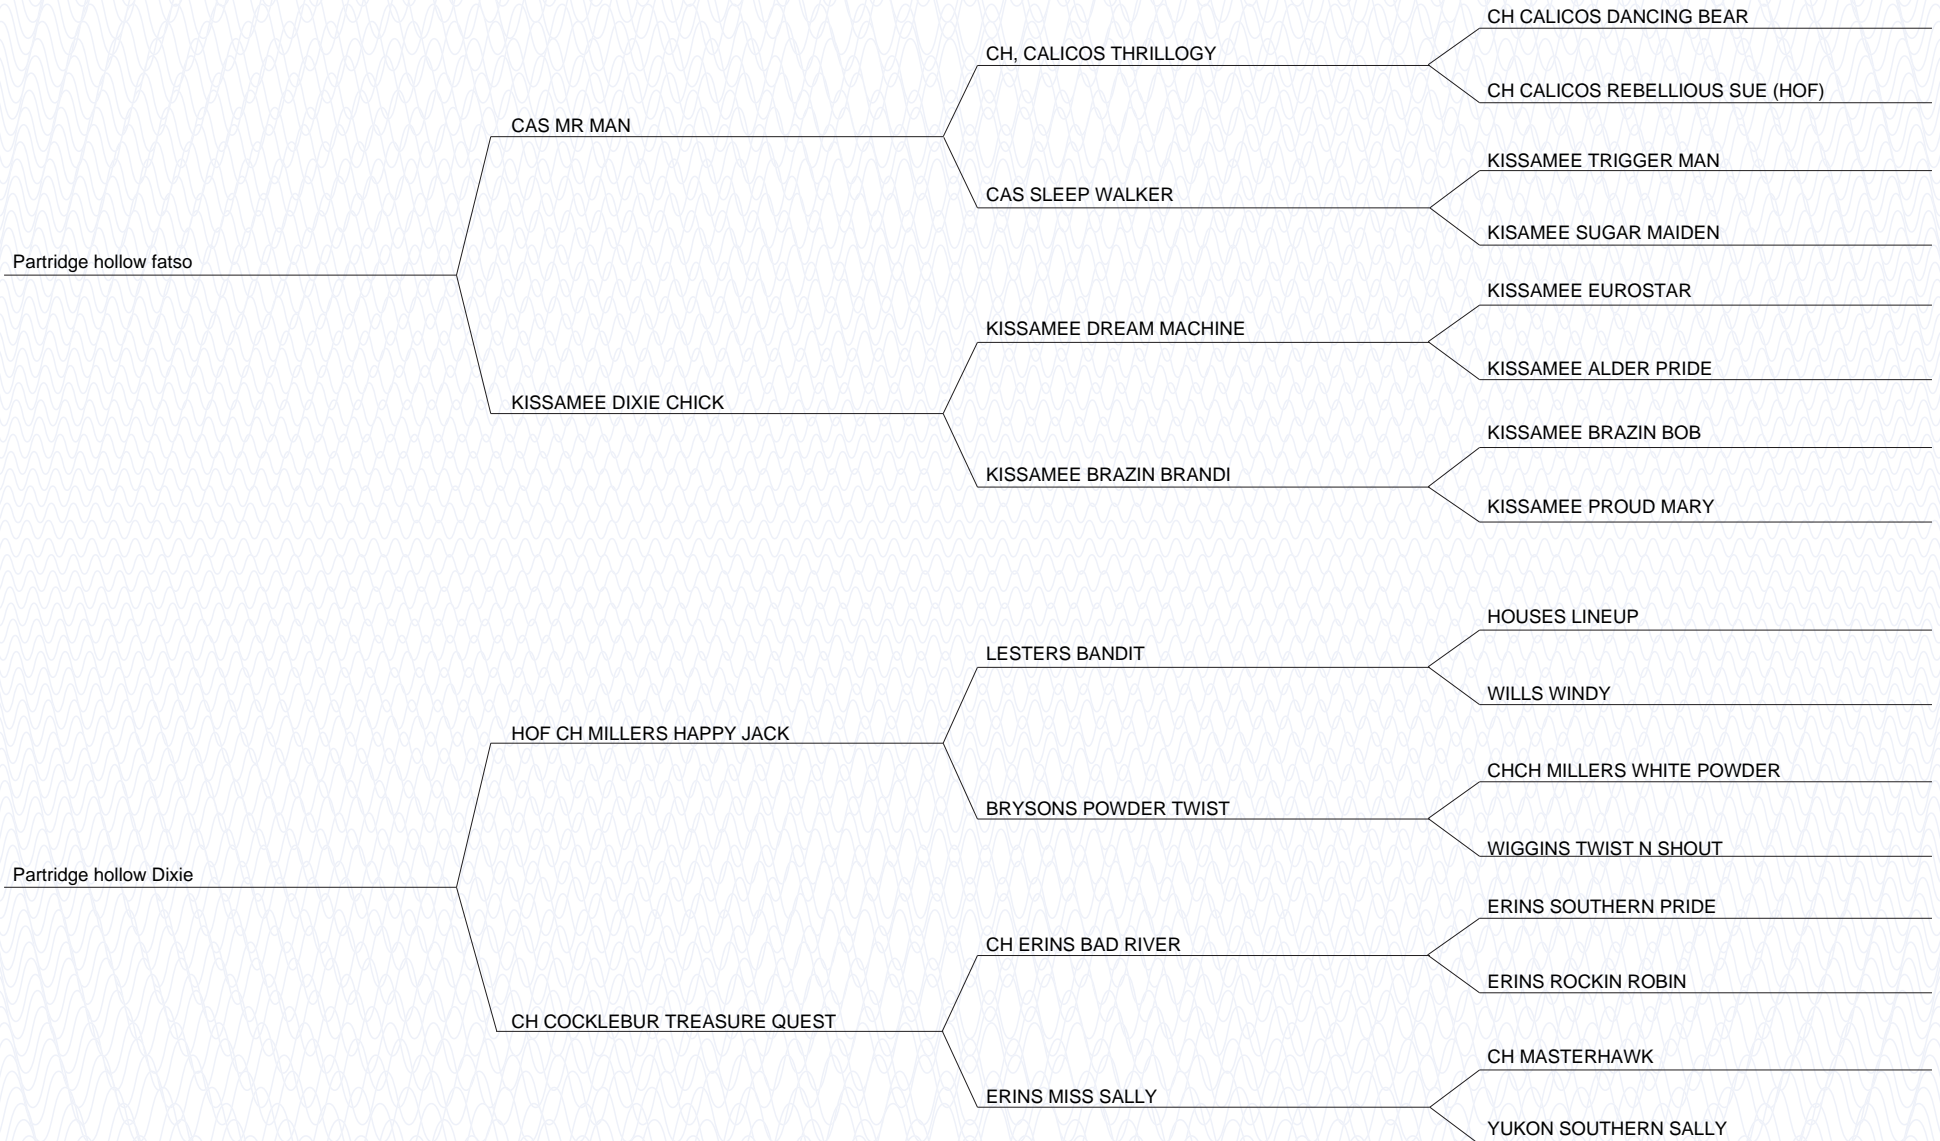 CH CALICOS DANCING BEAR
CH, CALICOS THRILLOGY
CH CALICOS REBELLIOUS SUE (HOF)
CAS MR MAN
KISSAMEE TRIGGER MAN
CAS SLEEP WALKER
KISAMEE SUGAR MAIDEN
Partridge hollow fatso
KISSAMEE EUROSTAR
KISSAMEE DREAM MACHINE
KISSAMEE ALDER PRIDE
KISSAMEE DIXIE CHICK
KISSAMEE BRAZIN BOB
KISSAMEE BRAZIN BRANDI
KISSAMEE PROUD MARY
HOUSES LINEUP
LESTERS BANDIT
WILLS WINDY
HOF CH MILLERS HAPPY JACK
CHCH MILLERS WHITE POWDER
BRYSONS POWDER TWIST
WIGGINS TWIST N SHOUT
Partridge hollow Dixie
ERINS SOUTHERN PRIDE
CH ERINS BAD RIVER
ERINS ROCKIN ROBIN
CH COCKLEBUR TREASURE QUEST
CH MASTERHAWK
ERINS MISS SALLY
YUKON SOUTHERN SALLY